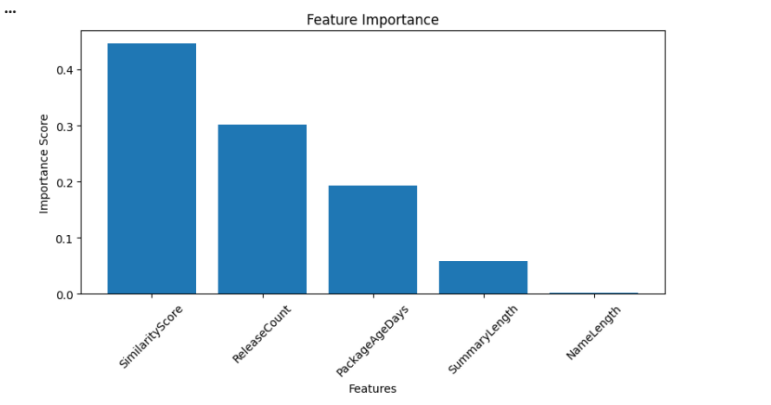 ...
Feature Importance
Importance Score
0.4
0.3
0.2
0.1
0.0
SimilarityScore
ReleaseCount
PackageAgeDays
SummaryLength
NameLength
Features